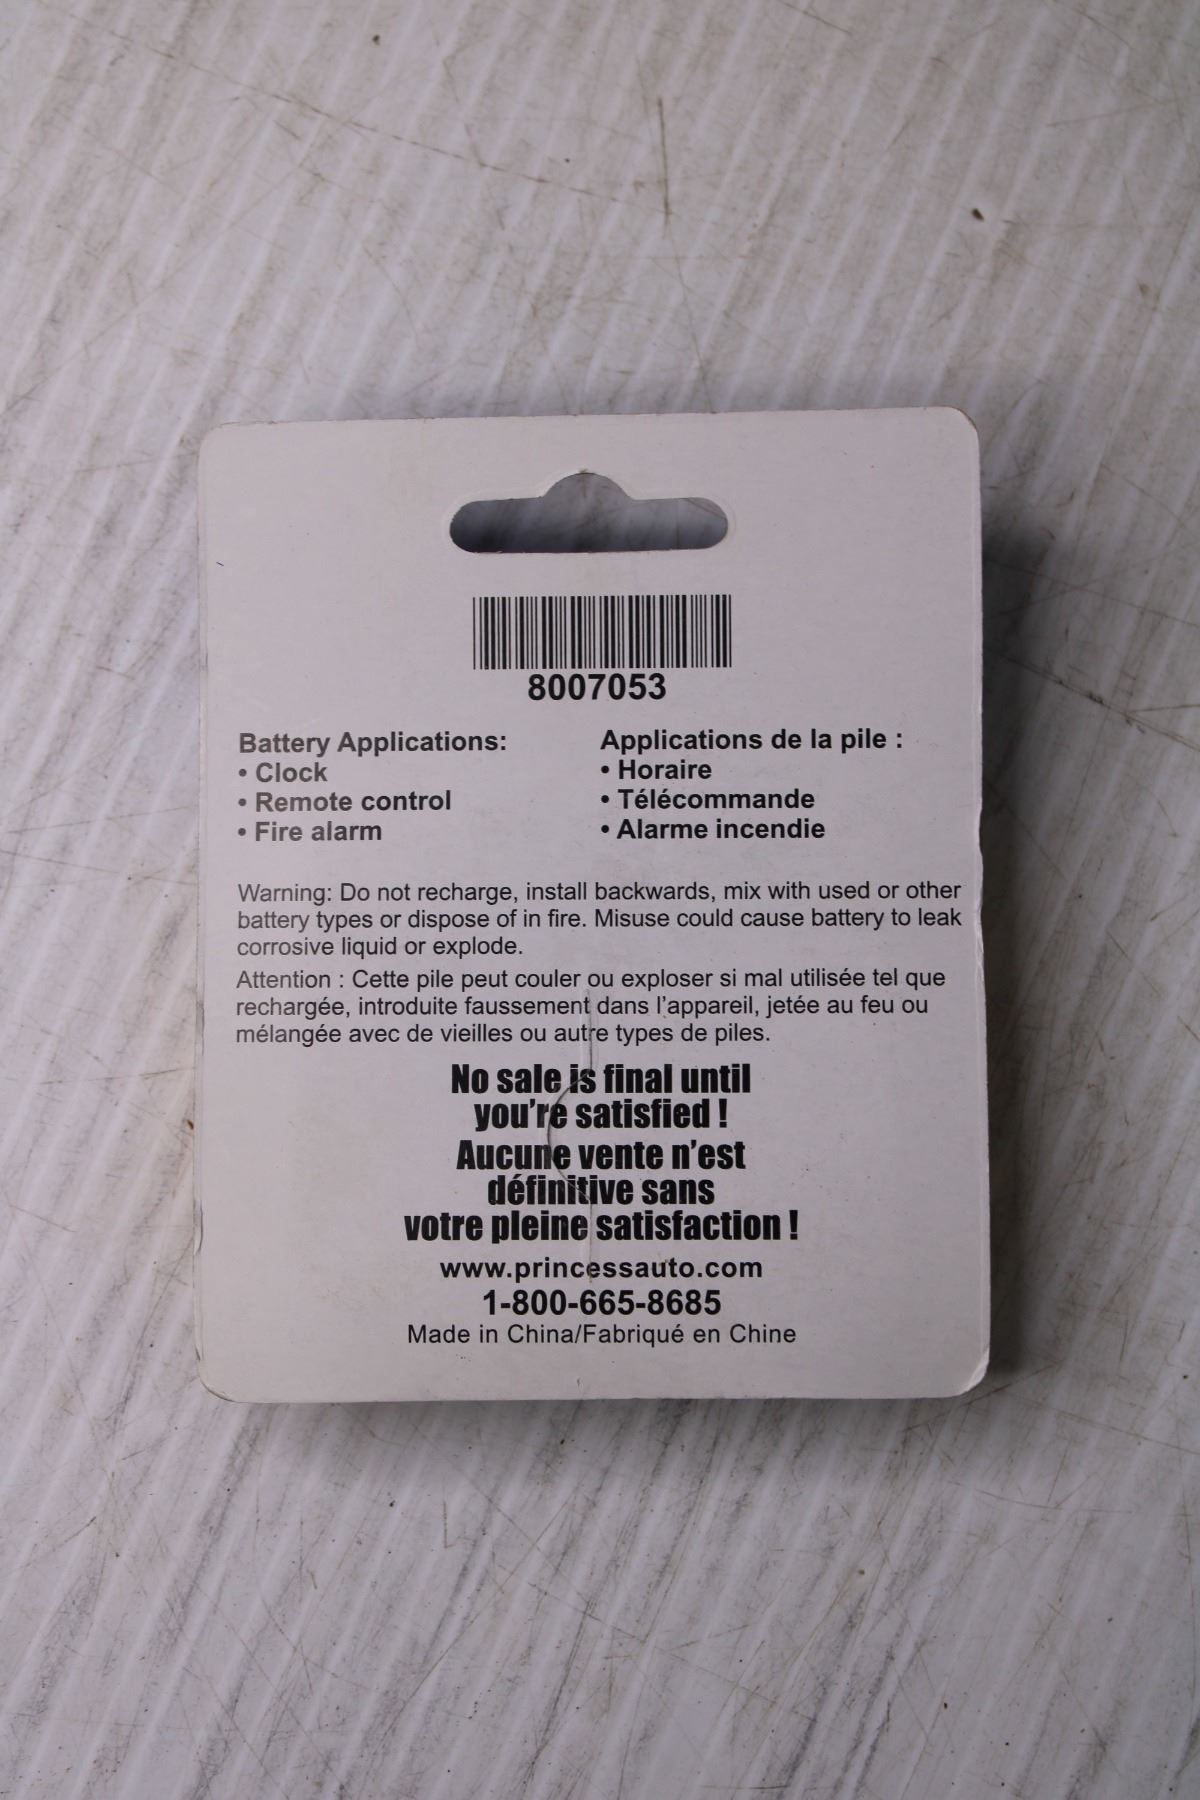 8007053
Battery Applications:
• Clock
• Remote control
• Fire alarm
Applications de la pile :
• Horaire
• Télécommande
• Alarme incendie
Warning: Do not recharge, install backwards, mix with used or other
battery types or dispose of in fire. Misuse could cause battery to leak
corrosive liquid or explode.
Attention : Cette pile peut couler ou exploser si mal utilisée tel que
rechargée, introduite faussement dans l'appareil, jetée au feu ou
mélangée avec de vieilles ou autre types de piles.
No sale is final until
you're satisfied !
Aucune vente n'est
définitive sans
votre pleine satisfaction !
www.princessauto.com
1-800-665-8685
Made in China/Fabriqué en Chine